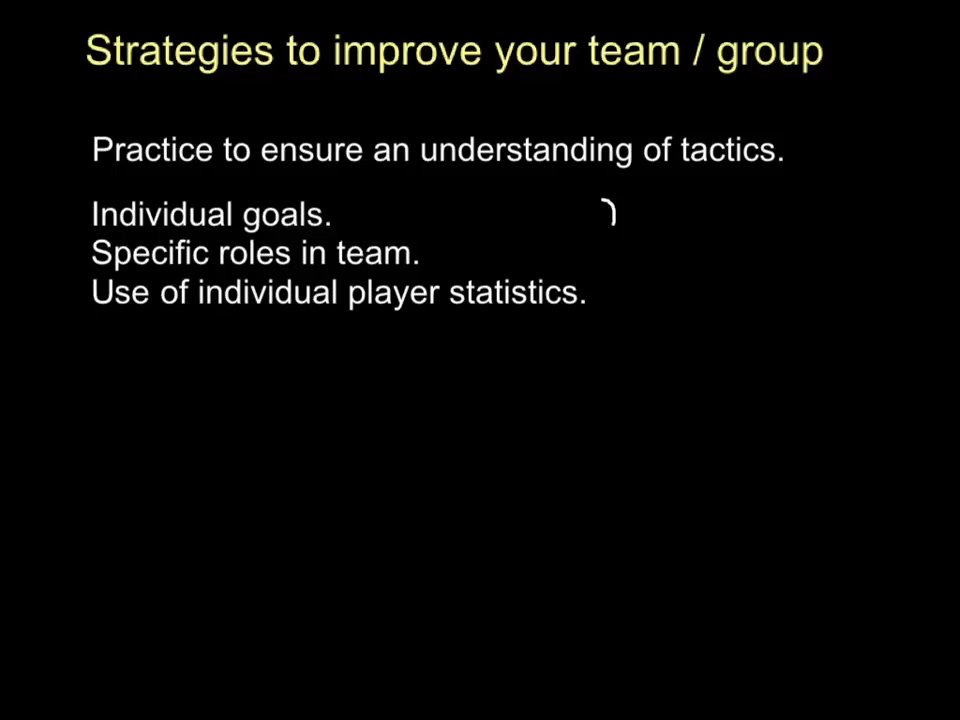 Strategies to improve your team / group
Practice to ensure an understanding of tactics.
Individual goals.
Specific roles in team.
Use of individual player statistics.